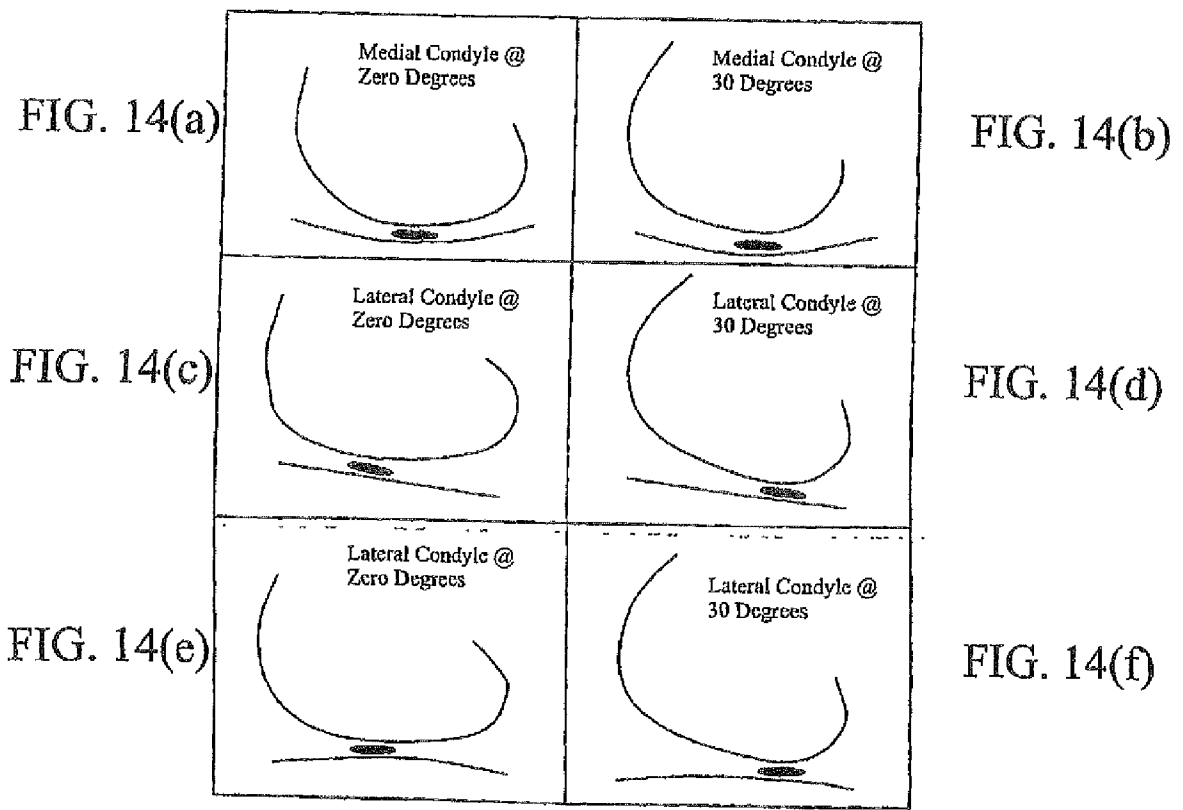 FIG. 14(a)
Medial Condyle @
Zero Degrees
Medial Condyle @
30 Degrees
FIG. 14(b)
FIG. 14(c)
Lateral Condyle @
Zero Degrees
Lateral Condyle @
30 Degrees
FIG. 14(d)
FIG. 14(e)
Lateral Condyle @
Zero Degrees
Lateral Condyle @
30 Degrees
FIG. 14(f)